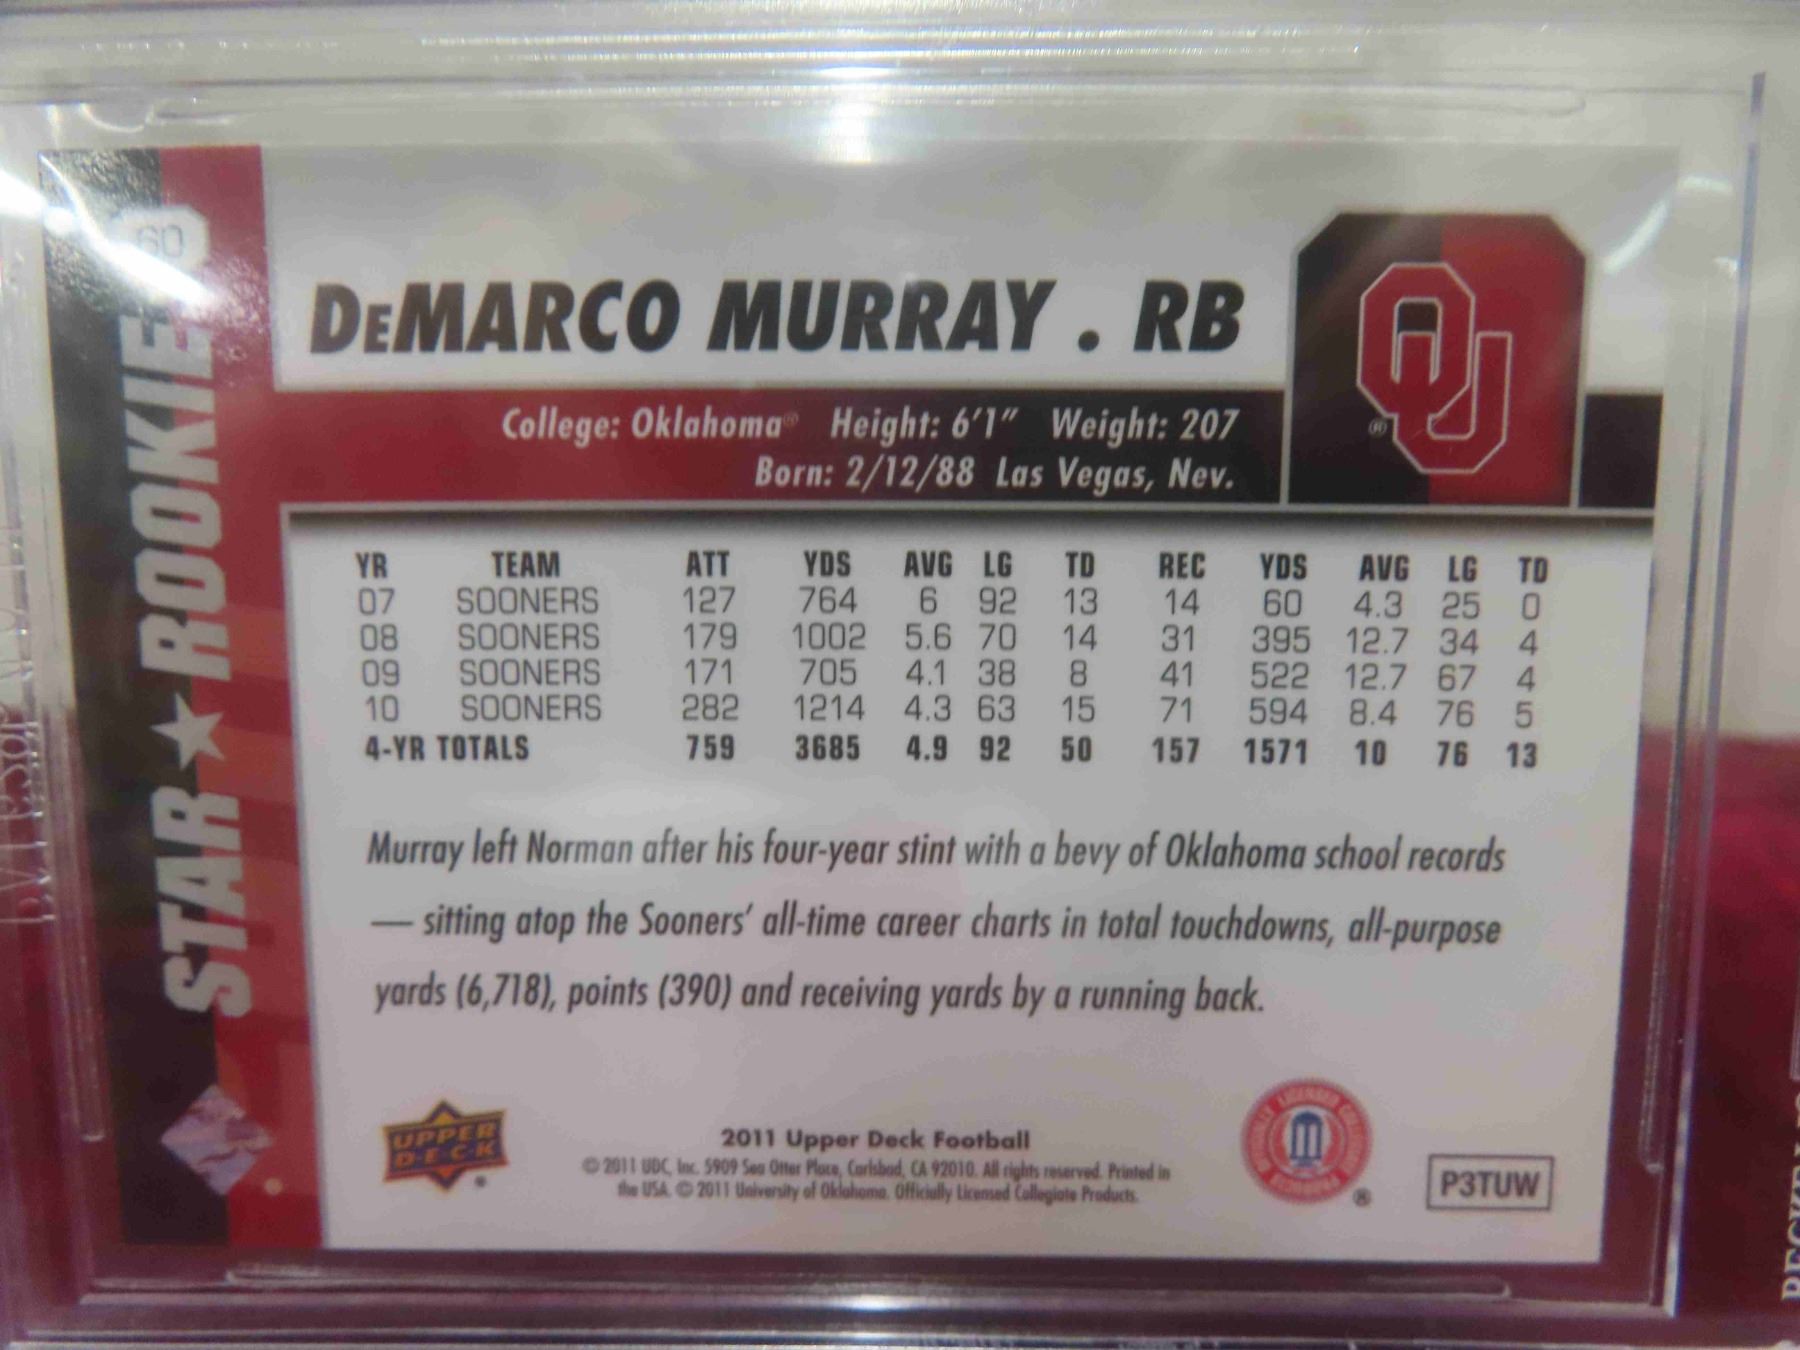 60
STAR ★ ROOKIE
DeMARCO MURRAY . RB
OU
®
College: Oklahoma® Height: 6'1" Weight: 207
Born: 2/12/88 Las Vegas, Nev.
YR TEAM ATT YDS AVG LG TD REC YDS AVG LG TD
07 SOONERS 127 764 6 92 13 14 60 4.3 25 0
08 SOONERS 179 1002 5.6 70 14 31 395 12.7 34 4
09 SOONERS 171 705 4.1 38 8 41 522 12.7 67 4
10 SOONERS 282 1214 4.3 63 15 71 594 8.4 76 5
4-YR TOTALS 759 3685 4.9 92 50 157 1571 10 76 13
Murray left Norman after his four-year stint with a bevy of Oklahoma school records
— sitting atop the Sooners' all-time career charts in total touchdowns, all-purpose
yards (6,718), points (390) and receiving yards by a running back.
UPPER
D·E·C·K
2011 Upper Deck Football
© 2011 UDC, Inc. 5909 Sea Otter Place, Carlsbad, CA 92010. All rights reserved. Printed in
the USA. © 2011 University of Oklahoma. Officially Licensed Collegiate Products.
OFFICIALLY LICENSED COLLEGIATE PRODUCTS
®
P3TUW